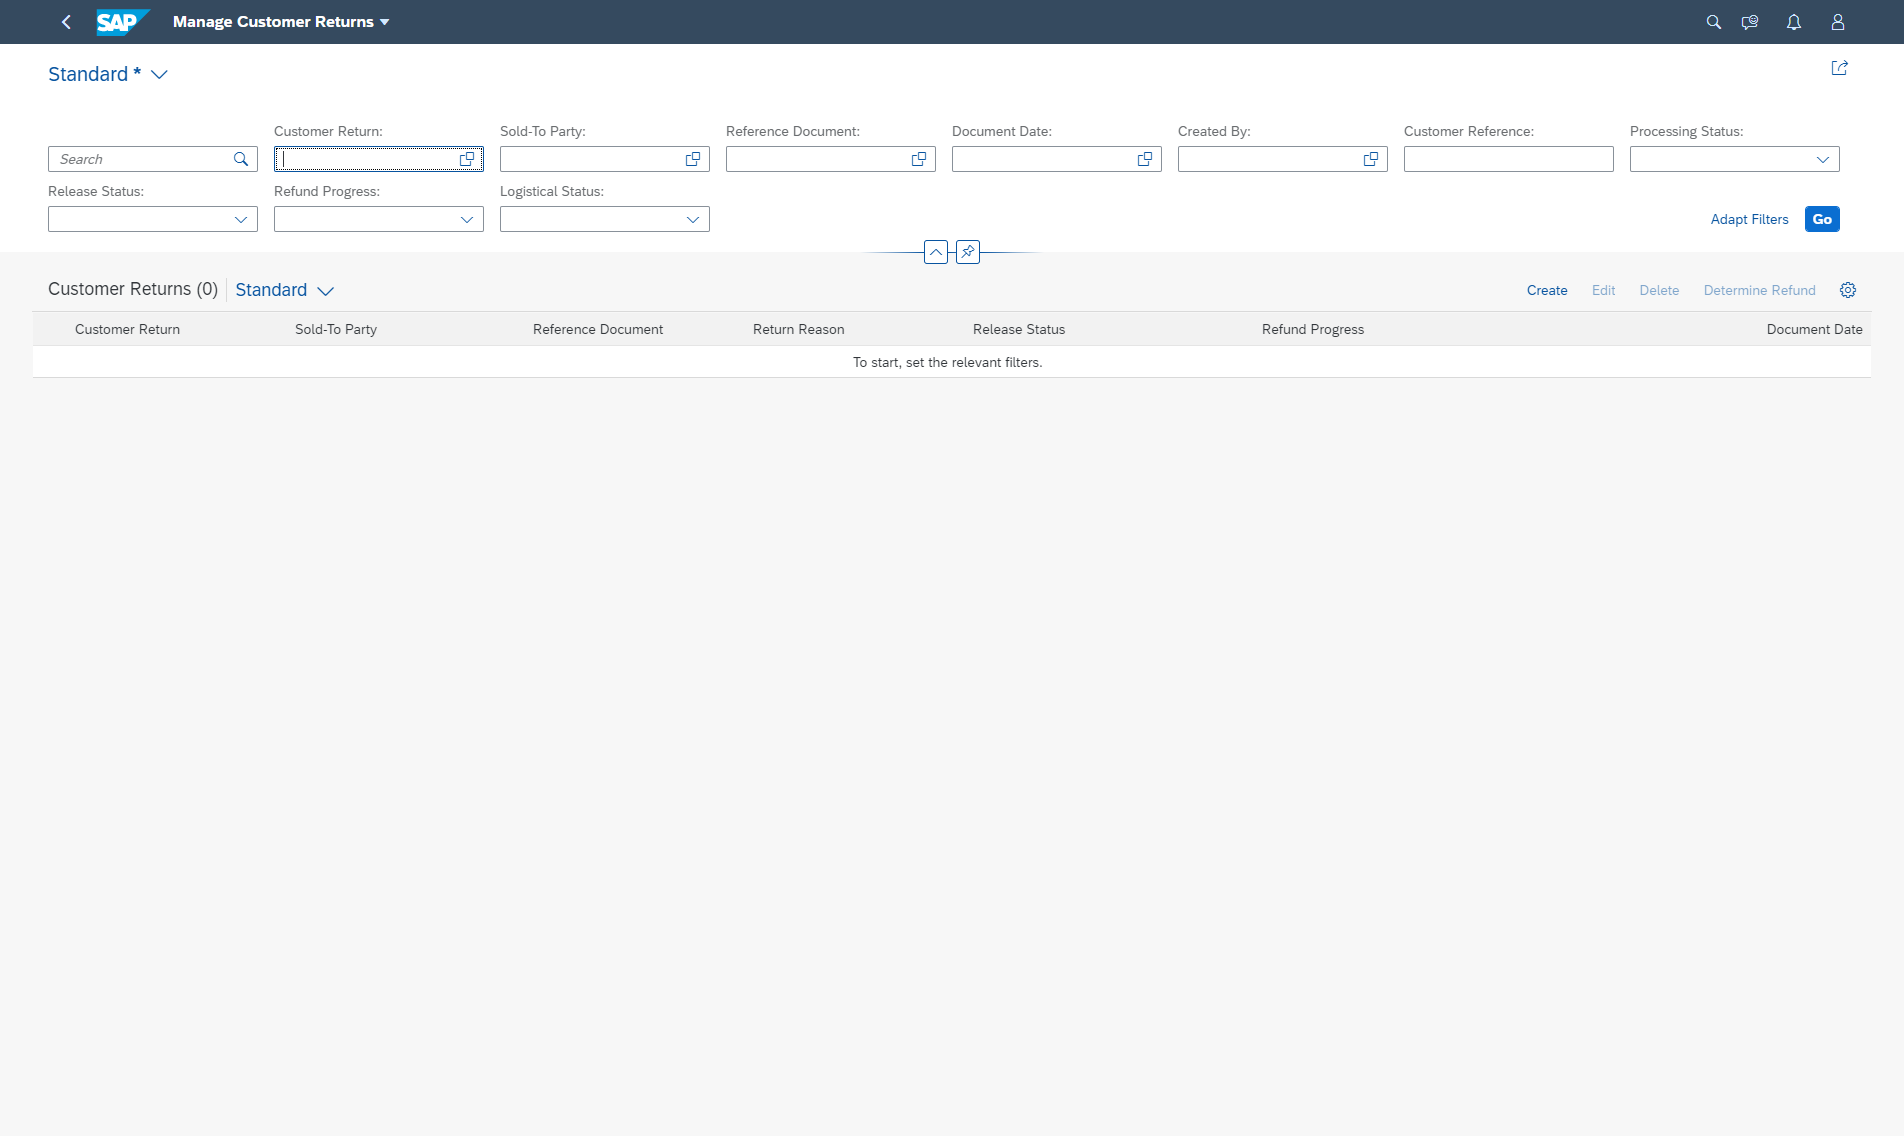 SAP Manage Customer Returns
Standard *
Customer Return: Sold-To Party: Reference Document: Document Date: Created By: Customer Reference: Processing Status:
Search
Release Status: Refund Progress: Logistical Status:
Adapt Filters Go
Customer Returns (0) Standard Create Edit Delete Determine Refund
Customer Return Sold-To Party Reference Document Return Reason Release Status Refund Progress Document Date
To start, set the relevant filters.